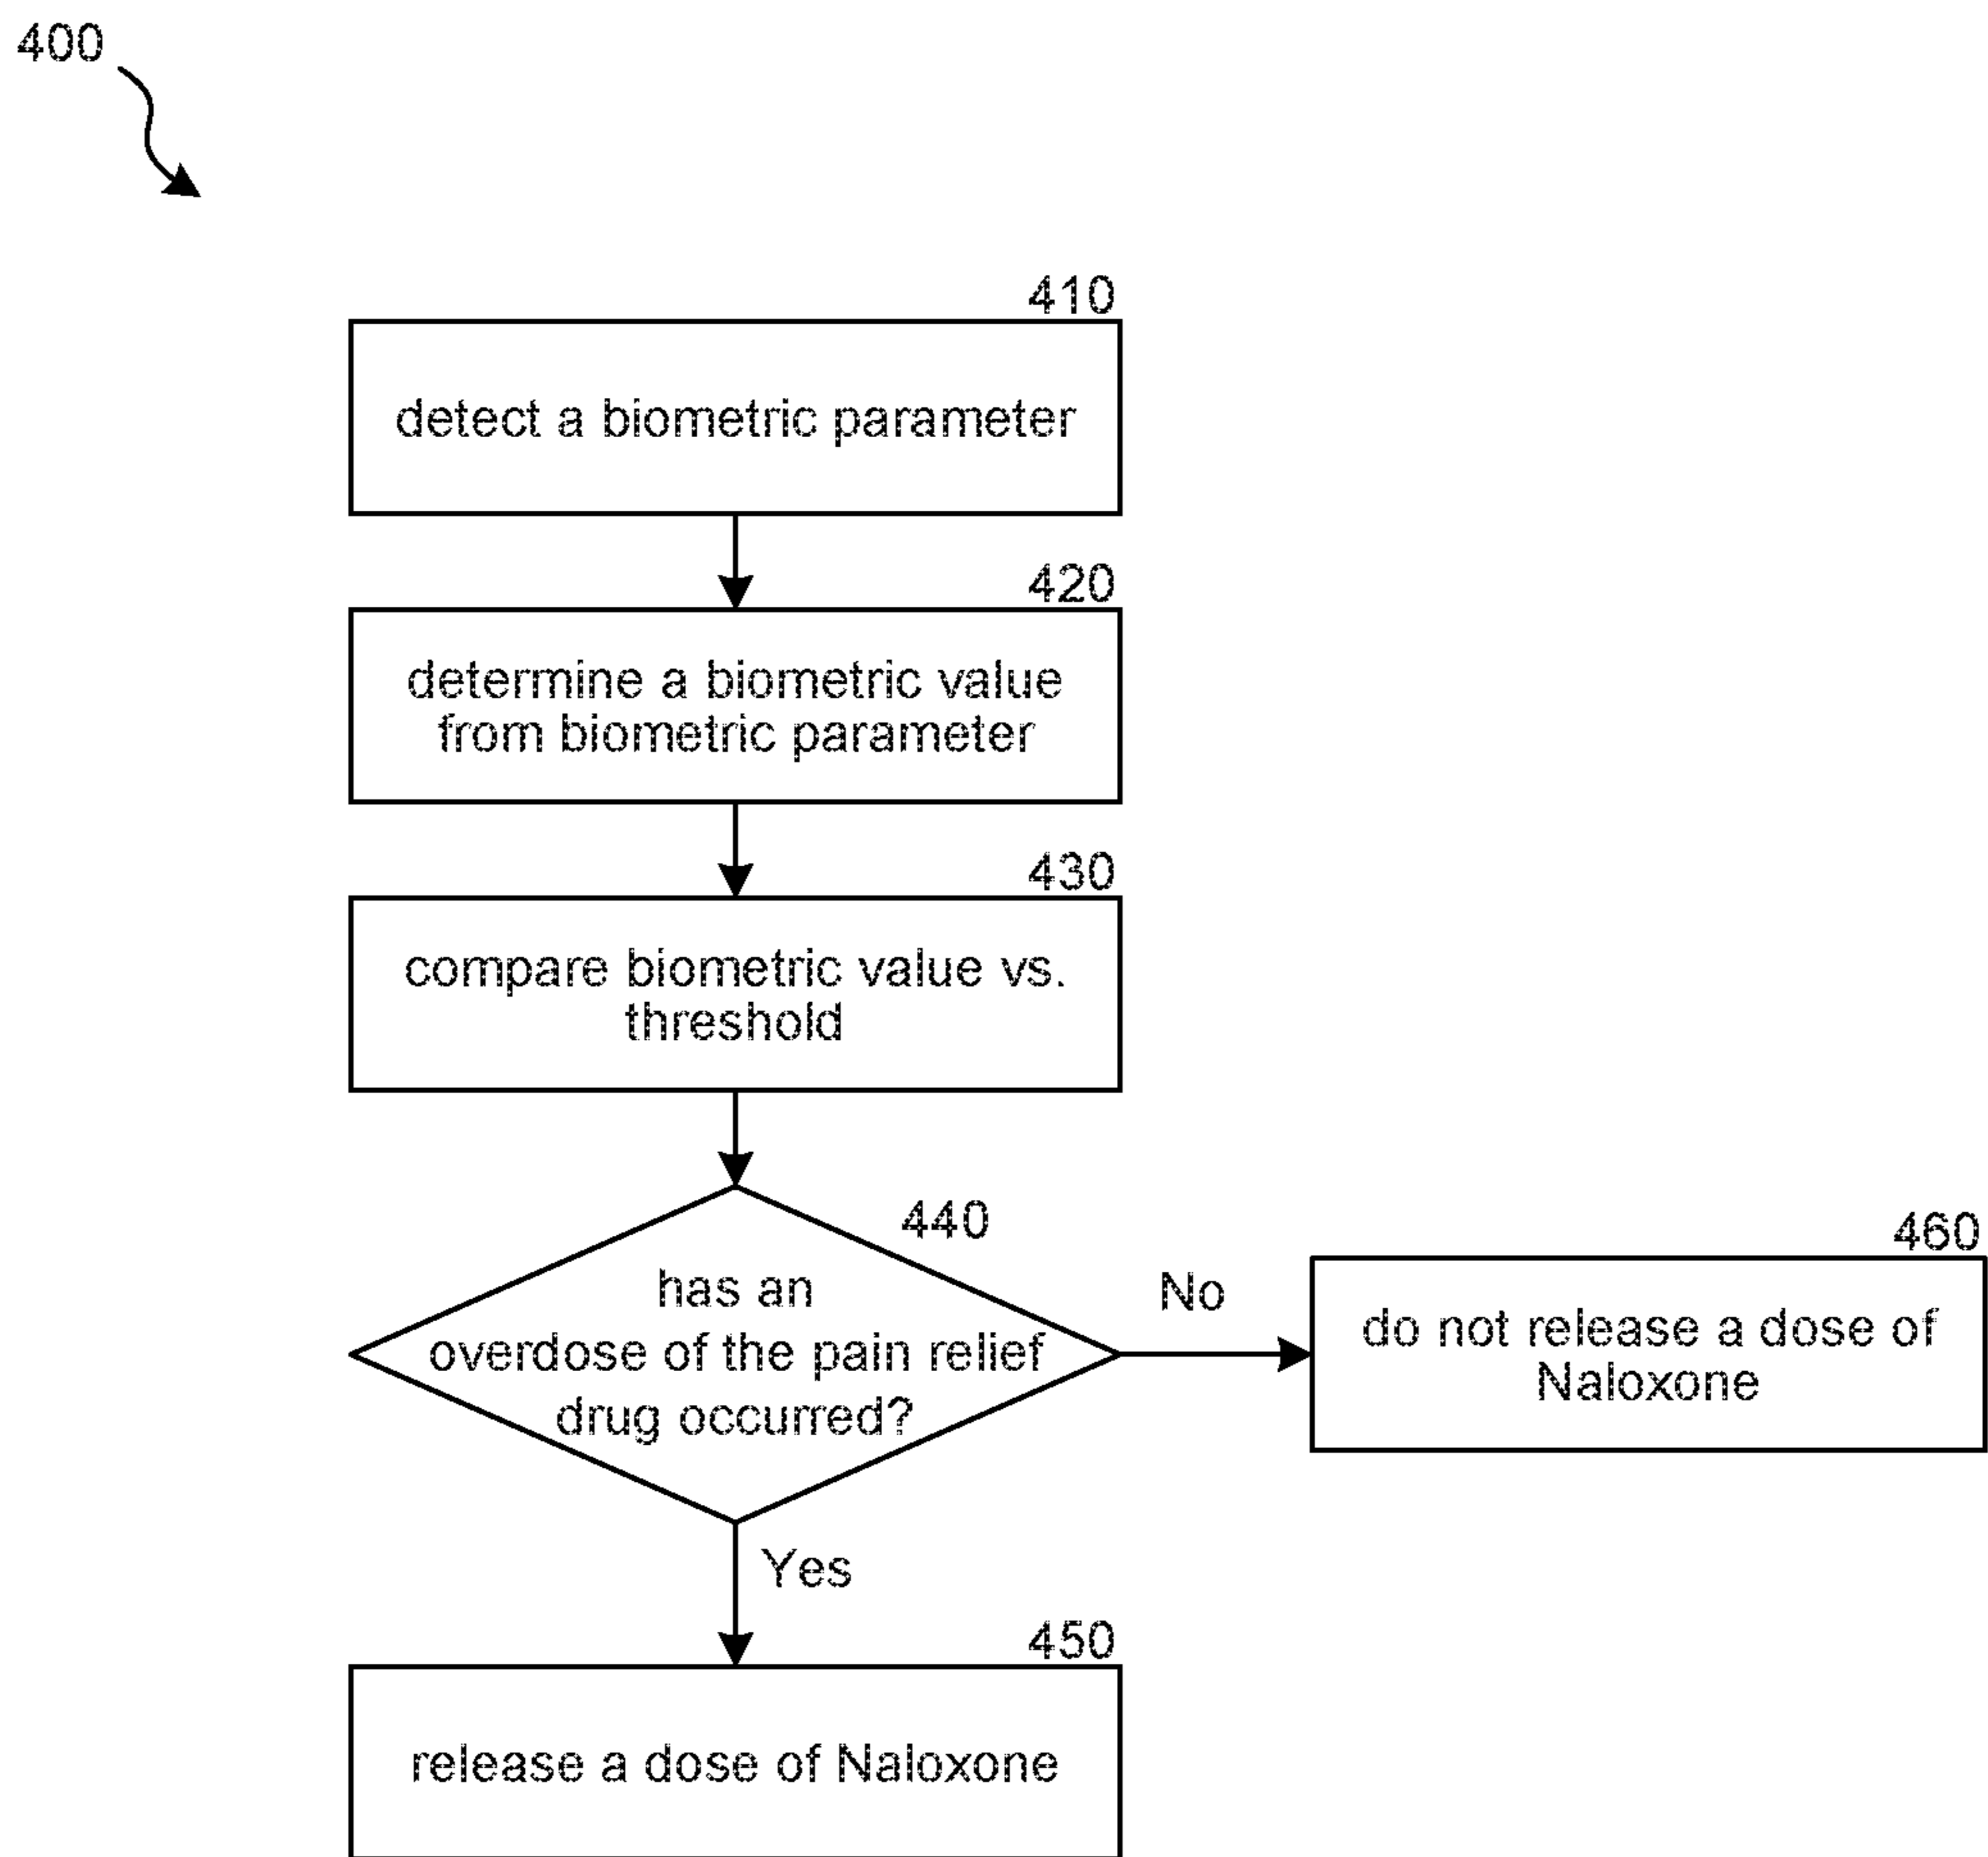 400
410
detect a biometric parameter
420
determine a biometric value
from biometric parameter
430
compare biometric value vs.
threshold
440
has an
overdose of the pain relief
drug occurred?
No
460
do not release a dose of
Naloxone
Yes
450
release a dose of Naloxone